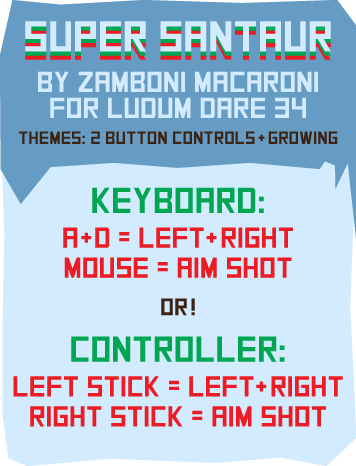 SUPER SANTAUR
BY ZAMBONI MACARONI
FOR LUDUM DARE 34
THEMES: 2 BUTTON CONTROLS+GROWING
KEYBOARD:
A+D = LEFT+RIGHT
MOUSE = AIM SHOT
OR!
CONTROLLER:
LEFT STICK = LEFT+RIGHT
RIGHT STICK = AIM SHOT